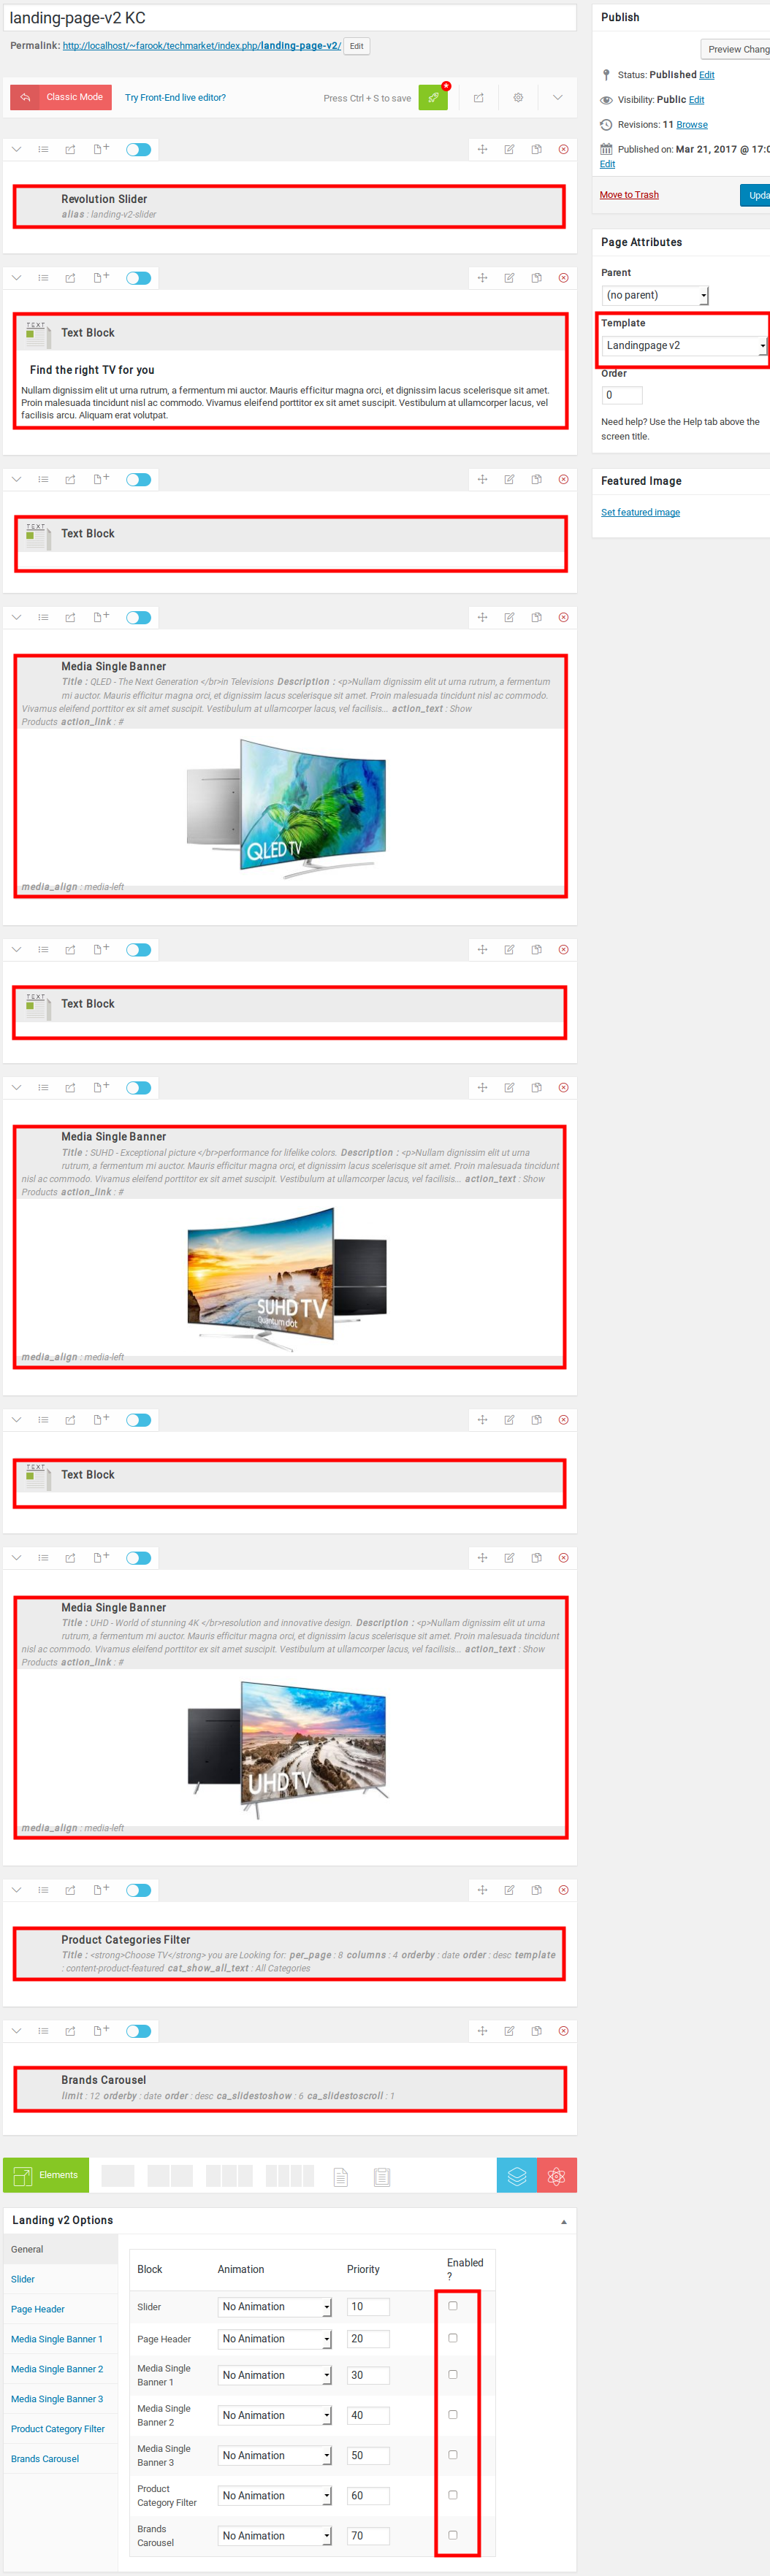 landing-page-v2 KC
Permalink: http://localhost/~farook/techmarket/index.php/landing-page-v2/ Edit
Classic Mode Try Front-End live editor? Press Ctrl + S to save
Revolution Slider
alias : landing-v2-slider
TEXT
Text Block
Find the right TV for you
Nullam dignissim elit ut urna rutrum, a fermentum mi auctor. Mauris efficitur magna orci, et dignissim lacus scelerisque sit amet.
Proin malesuada tincidunt nisl ac commodo. Vivamus eleifend porttitor ex sit amet suscipit. Vestibulum at ullamcorper lacus, vel
facilisis arcu. Aliquam erat volutpat.
TEXT
Text Block
Media Single Banner
Title : QLED - The Next Generation </br>in Televisions Description : <p>Nullam dignissim elit ut urna rutrum, a fermentum
mi auctor. Mauris efficitur magna orci, et dignissim lacus scelerisque sit amet. Proin malesuada tincidunt nisl ac commodo.
Vivamus eleifend porttitor ex sit amet suscipit. Vestibulum at ullamcorper lacus, vel facilisis... action_text : Show
Products action_link : #
QLED TV
media_align : media-left
TEXT
Text Block
Media Single Banner
Title : SUHD - Exceptional picture </br>performance for lifelike colors. Description : <p>Nullam dignissim elit ut urna
rutrum, a fermentum mi auctor. Mauris efficitur magna orci, et dignissim lacus scelerisque sit amet. Proin malesuada tincidunt
nisl ac commodo. Vivamus eleifend porttitor ex sit amet suscipit. Vestibulum at ullamcorper lacus, vel facilisis... action_text : Show
Products action_link : #
SUHD TV
Quantum dot
media_align : media-left
TEXT
Text Block
Media Single Banner
Title : UHD - World of stunning 4K </br>resolution and innovative design. Description : <p>Nullam dignissim elit ut urna
rutrum, a fermentum mi auctor. Mauris efficitur magna orci, et dignissim lacus scelerisque sit amet. Proin malesuada tincidunt
nisl ac commodo. Vivamus eleifend porttitor ex sit amet suscipit. Vestibulum at ullamcorper lacus, vel facilisis... action_text : Show
Products action_link : #
UHD TV
media_align : media-left
Product Categories Filter
Title : <strong>Choose TV</strong> you are Looking for: per_page : 8 columns : 4 orderby : date order : desc template
: content-product-featured cat_show_all_text : All Categories
Brands Carousel
limit : 12 orderby : date order : desc ca_slidestoshow : 6 ca_slidestoscroll : 1
Elements
Landing v2 Options
General
Slider
Page Header
Media Single Banner 1
Media Single Banner 2
Media Single Banner 3
Product Category Filter
Brands Carousel
Block Animation Priority Enabled
?
Slider No Animation 10
Page Header No Animation 20
Media Single
Banner 1 No Animation 30
Media Single
Banner 2 No Animation 40
Media Single
Banner 3 No Animation 50
Product
Category Filter No Animation 60
Brands
Carousel No Animation 70
Publish
Preview Chang
Status: Published Edit
Visibility: Public Edit
Revisions: 11 Browse
Published on: Mar 21, 2017 @ 17:0
Edit
Move to Trash Upda
Page Attributes
Parent
(no parent)
Template
Landingpage v2
Order
0
Need help? Use the Help tab above the
screen title.
Featured Image
Set featured image